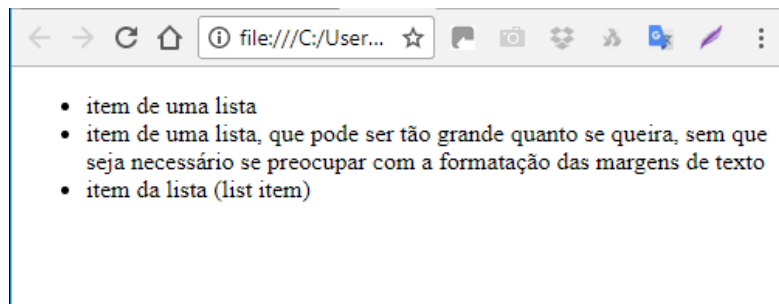 file:///C:/User...
• item de uma lista
• item de uma lista, que pode ser tão grande quanto se queira, sem que
seja necessário se preocupar com a formatação das margens de texto
• item da lista (list item)